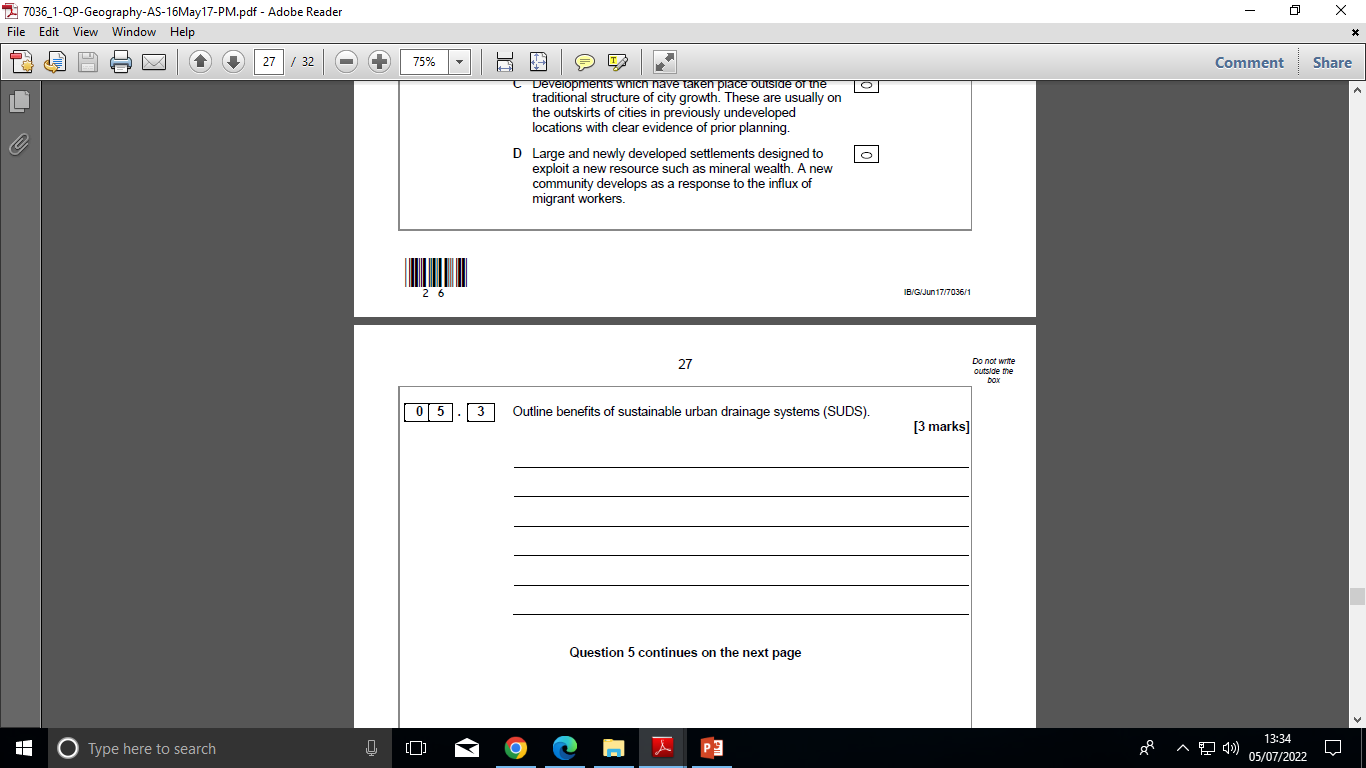 7036_1-QP-Geography-AS-16May17-PM.pdf - Adobe Reader
File Edit View Window Help
27 / 32 75% Comment Share
C Developments which have taken place outside of the
traditional structure of city growth. These are usually on
the outskirts of cities in previously undeveloped
locations with clear evidence of prior planning.
D Large and newly developed settlements designed to
exploit a new resource such as mineral wealth. A new
community develops as a response to the influx of
migrant workers.
2 6
IB/G/Jun17/7036/1
27
Do not write
outside the
box
0 5 . 3 Outline benefits of sustainable urban drainage systems (SUDS).
[3 marks]
Question 5 continues on the next page
Type here to search
13:34
05/07/2022